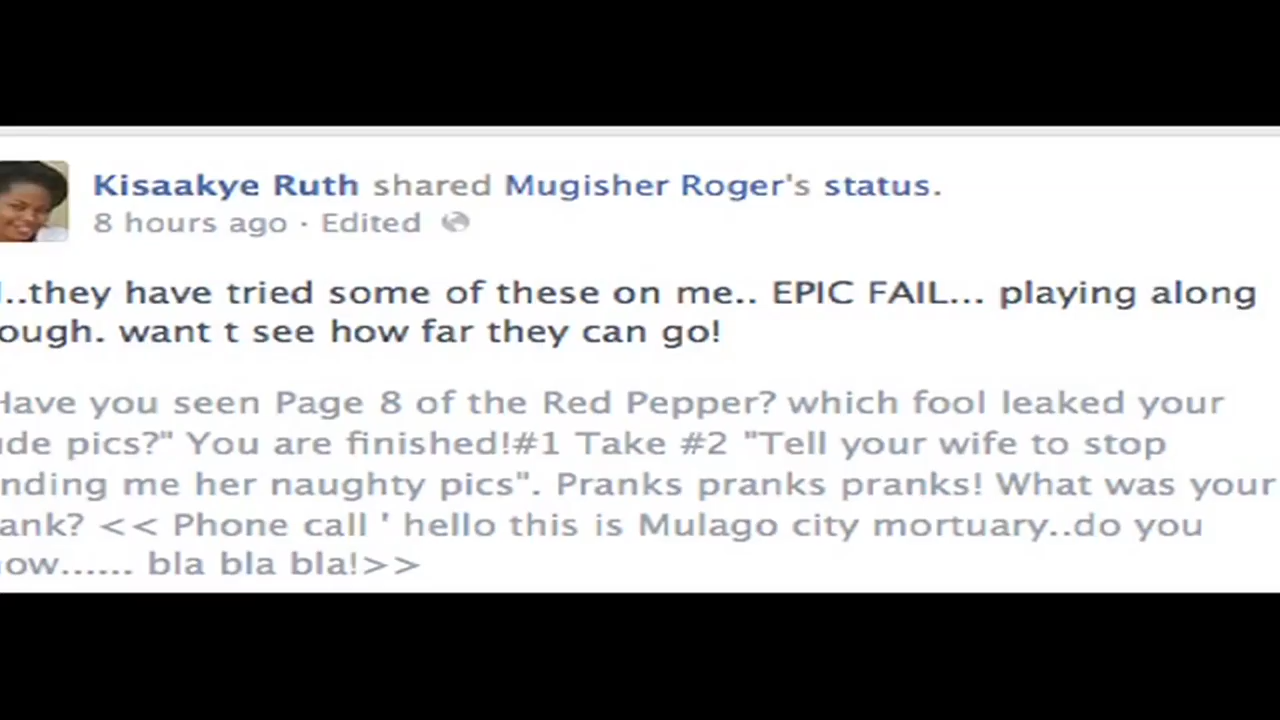 Kisaakye Ruth shared Mugisher Roger's status.
8 hours ago · Edited
..they have tried some of these on me.. EPIC FAIL... playing along
ough. want t see how far they can go!
Have you seen Page 8 of the Red Pepper? which fool leaked your
de pics?" You are finished!#1 Take #2 "Tell your wife to stop
nding me her naughty pics". Pranks pranks pranks! What was your
ank? << Phone call ' hello this is Mulago city mortuary..do you
ow...... bla bla bla!>>